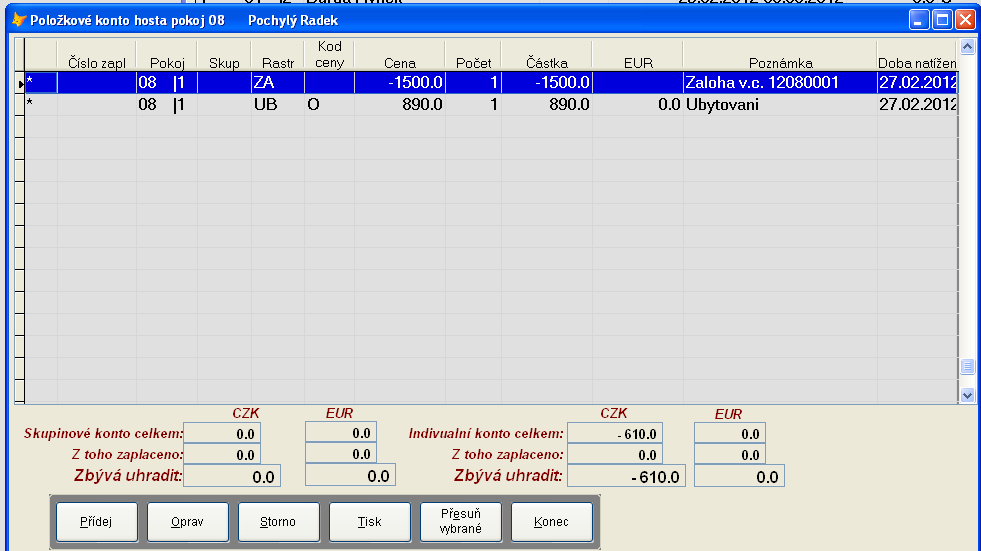 Položkové konto hosta pokoj 08 Pochylý Radek
Číslo zapl Pokoj Skup Rastr Kod ceny Cena Počet Částka EUR Poznámka Doba natížen
* 08 |1 ZA -1500.0 1 -1500.0 Zaloha v.c. 12080001 27.02.2012
* 08 |1 UB O 890.0 1 890.0 0.0 Ubytovani 27.02.2012
CZK EUR CZK EUR
Skupinové konto celkem: 0.0 0.0 Indivualní konto celkem: -610.0 0.0
Z toho zaplaceno: 0.0 0.0 Z toho zaplaceno: 0.0 0.0
Zbývá uhradit: 0.0 0.0 Zbývá uhradit: -610.0 0.0
Přídej Oprav Storno Tisk Přesuň vybrané Konec